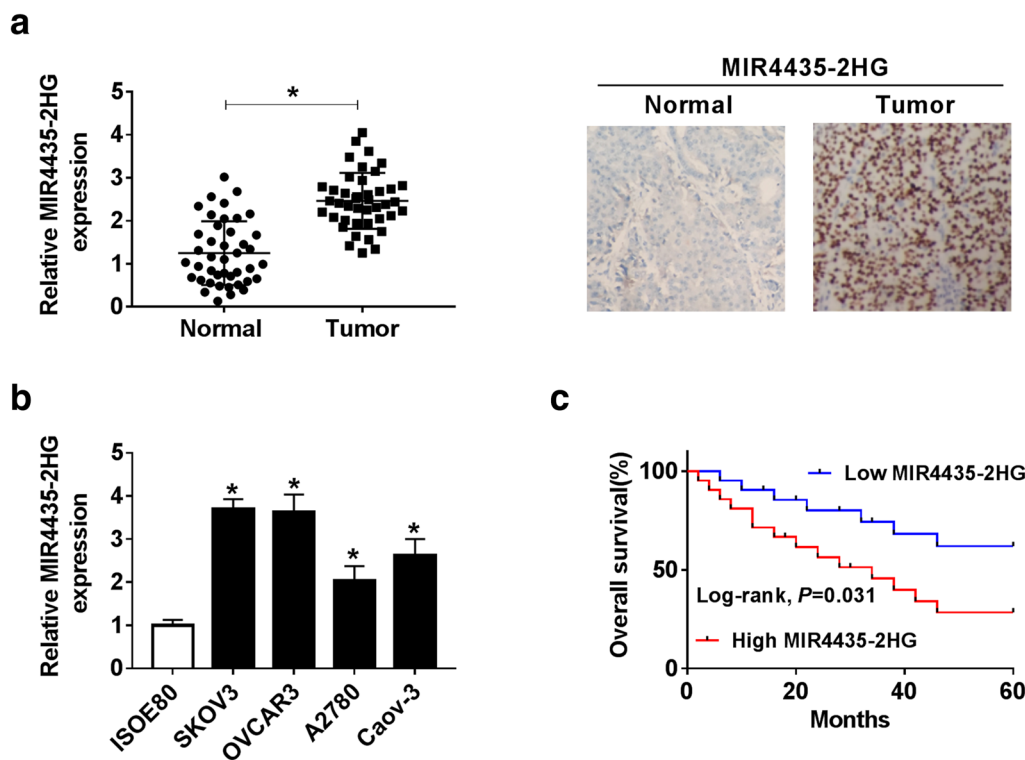 a
Relative MIR4435-2HG
expression
5
4
3
2
1
0
*
Normal
Tumor
MIR4435-2HG
Normal
Tumor
b
Relative MIR4435-2HG
expression
5
4
3
2
1
0
*
*
*
*
ISOE80
SKOV3
OVCAR3
A2780
Caov-3
c
Overall survival(%)
100
50
0
Low MIR4435-2HG
Log-rank, P=0.031
High MIR4435-2HG
0
20
40
60
Months